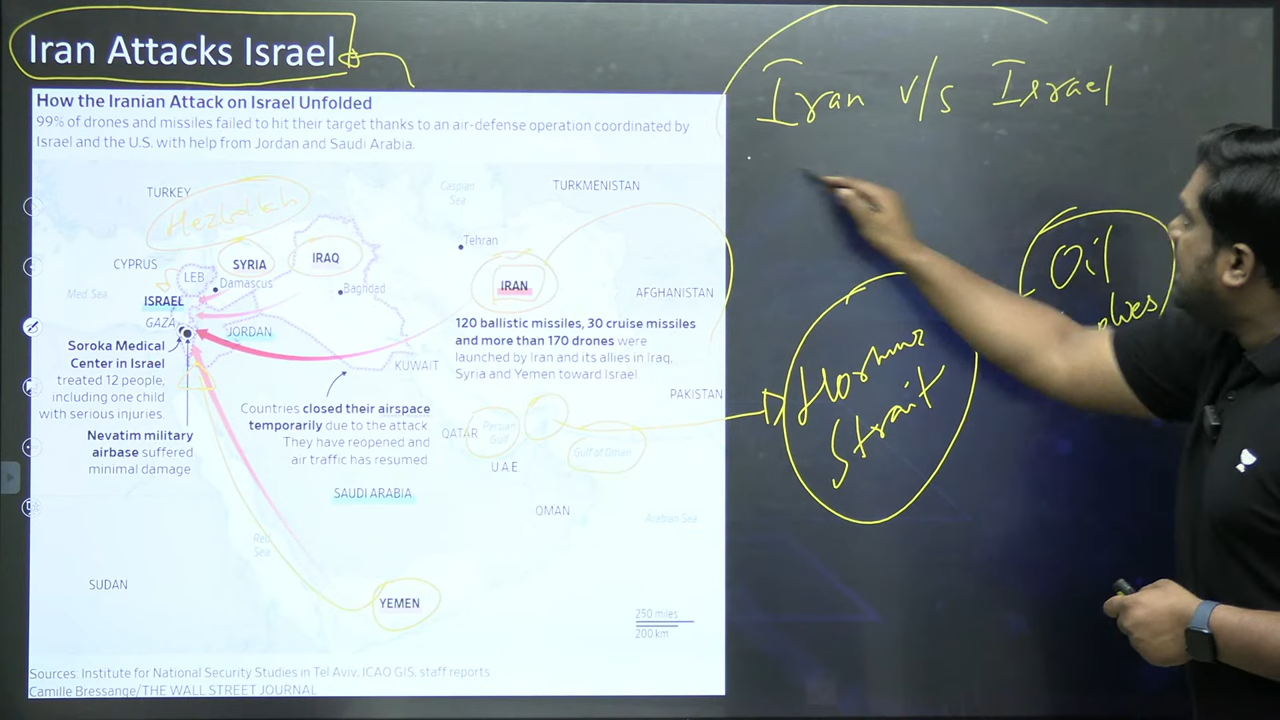 Iran Attacks Israel
How the Iranian Attack on Israel Unfolded
99% of drones and missiles failed to hit their target thanks to an air-defense operation coordinated by
Israel and the U.S. with help from Jordan and Saudi Arabia.
Iran v/s Israel
TURKEY
Hezbollah
Caspian
Sea
TURKMENISTAN
Tehran
CYPRUS
SYRIA
IRAQ
LEB
Damascus
Baghdad
IRAN
AFGHANISTAN
Med Sea
ISRAEL
GAZA
JORDAN
Oil
Soroka Medical
Center in Israel
treated 12 people,
including one child
with serious injuries.
120 ballistic missiles, 30 cruise missiles
and more than 170 drones were
launched by Iran and its allies in Iraq,
Syria and Yemen toward Israel.
KUWAIT
PAKISTAN
Hormuz
Strait
Nevatim military
airbase suffered
minimal damage
Countries closed their airspace
temporarily due to the attack.
They have reopened and
air traffic has resumed.
QATAR
Persian
Gulf
Gulf of Oman
U.A.E
SAUDI ARABIA
OMAN
Arabian Sea
Red
Sea
SUDAN
YEMEN
250 miles
200 km
Sources: Institute for National Security Studies in Tel Aviv, ICAO GIS, staff reports
Camille Bressange/THE WALL STREET JOURNAL